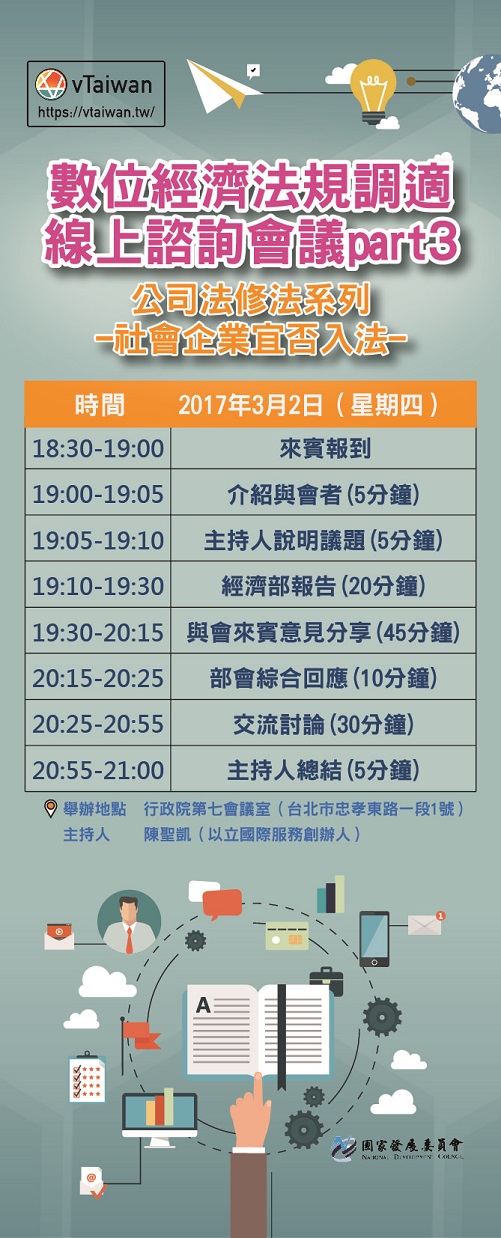 vTaiwan
https://vtaiwan.tw/
數位經濟法規調適
線上諮詢會議part3
公司法修法系列
-社會企業宜否入法-
時間 2017年3月2日（星期四）
18:30-19:00 來賓報到
19:00-19:05 介紹與會者(5分鐘)
19:05-19:10 主持人說明議題(5分鐘)
19:10-19:30 經濟部報告(20分鐘)
19:30-20:15 與會來賓意見分享(45分鐘)
20:15-20:25 部會綜合回應(10分鐘)
20:25-20:55 交流討論(30分鐘)
20:55-21:00 主持人總結(5分鐘)
舉辦地點 行政院第七會議室（台北市忠孝東路一段1號）
主持人 陳聖凱（以立國際服務創辦人）
1
A
@
國家發展委員會
NATIONAL DEVELOPMENT COUNCIL